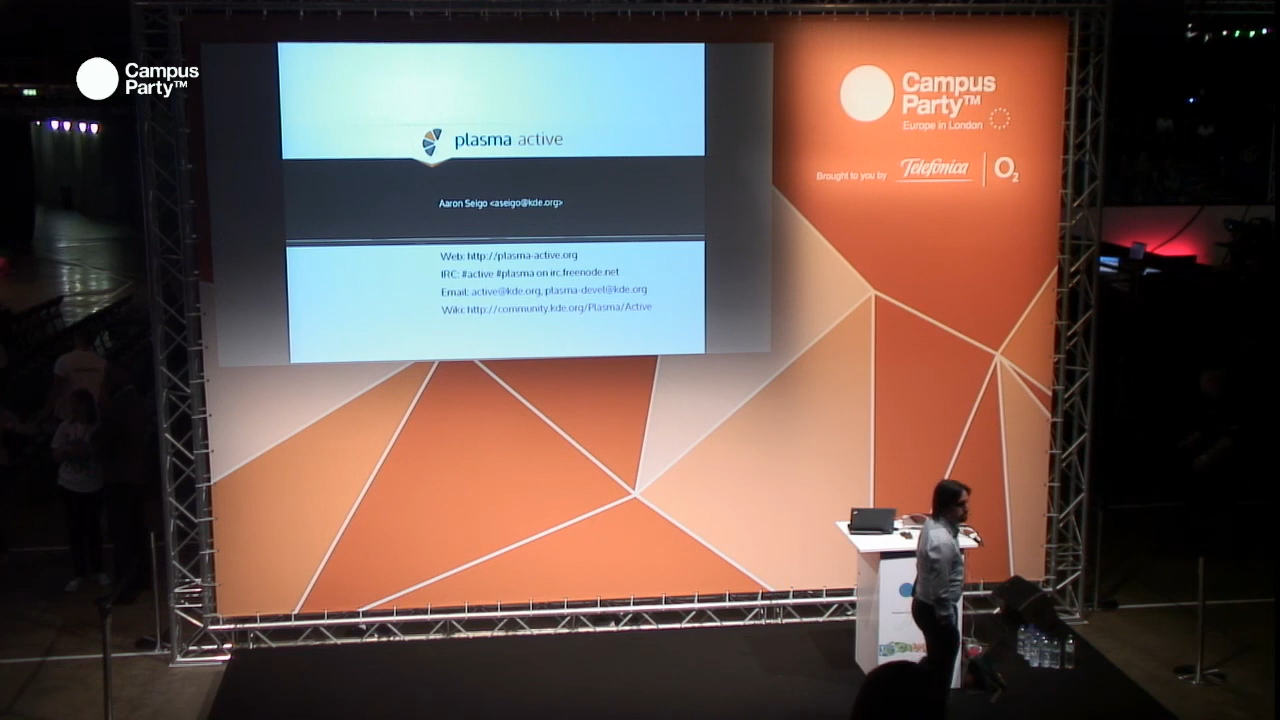 Campus
Party™
plasma active
Aaron Seigo <aseigo@kde.org>
Web: http://plasma-active.org
IRC: #active #plasma on irc.freenode.net
Email: active@kde.org, plasma-devel@kde.org
Wiki: http://community.kde.org/Plasma/Active
Campus
Party™
Europe in London
Brought to you by Telefónica O2